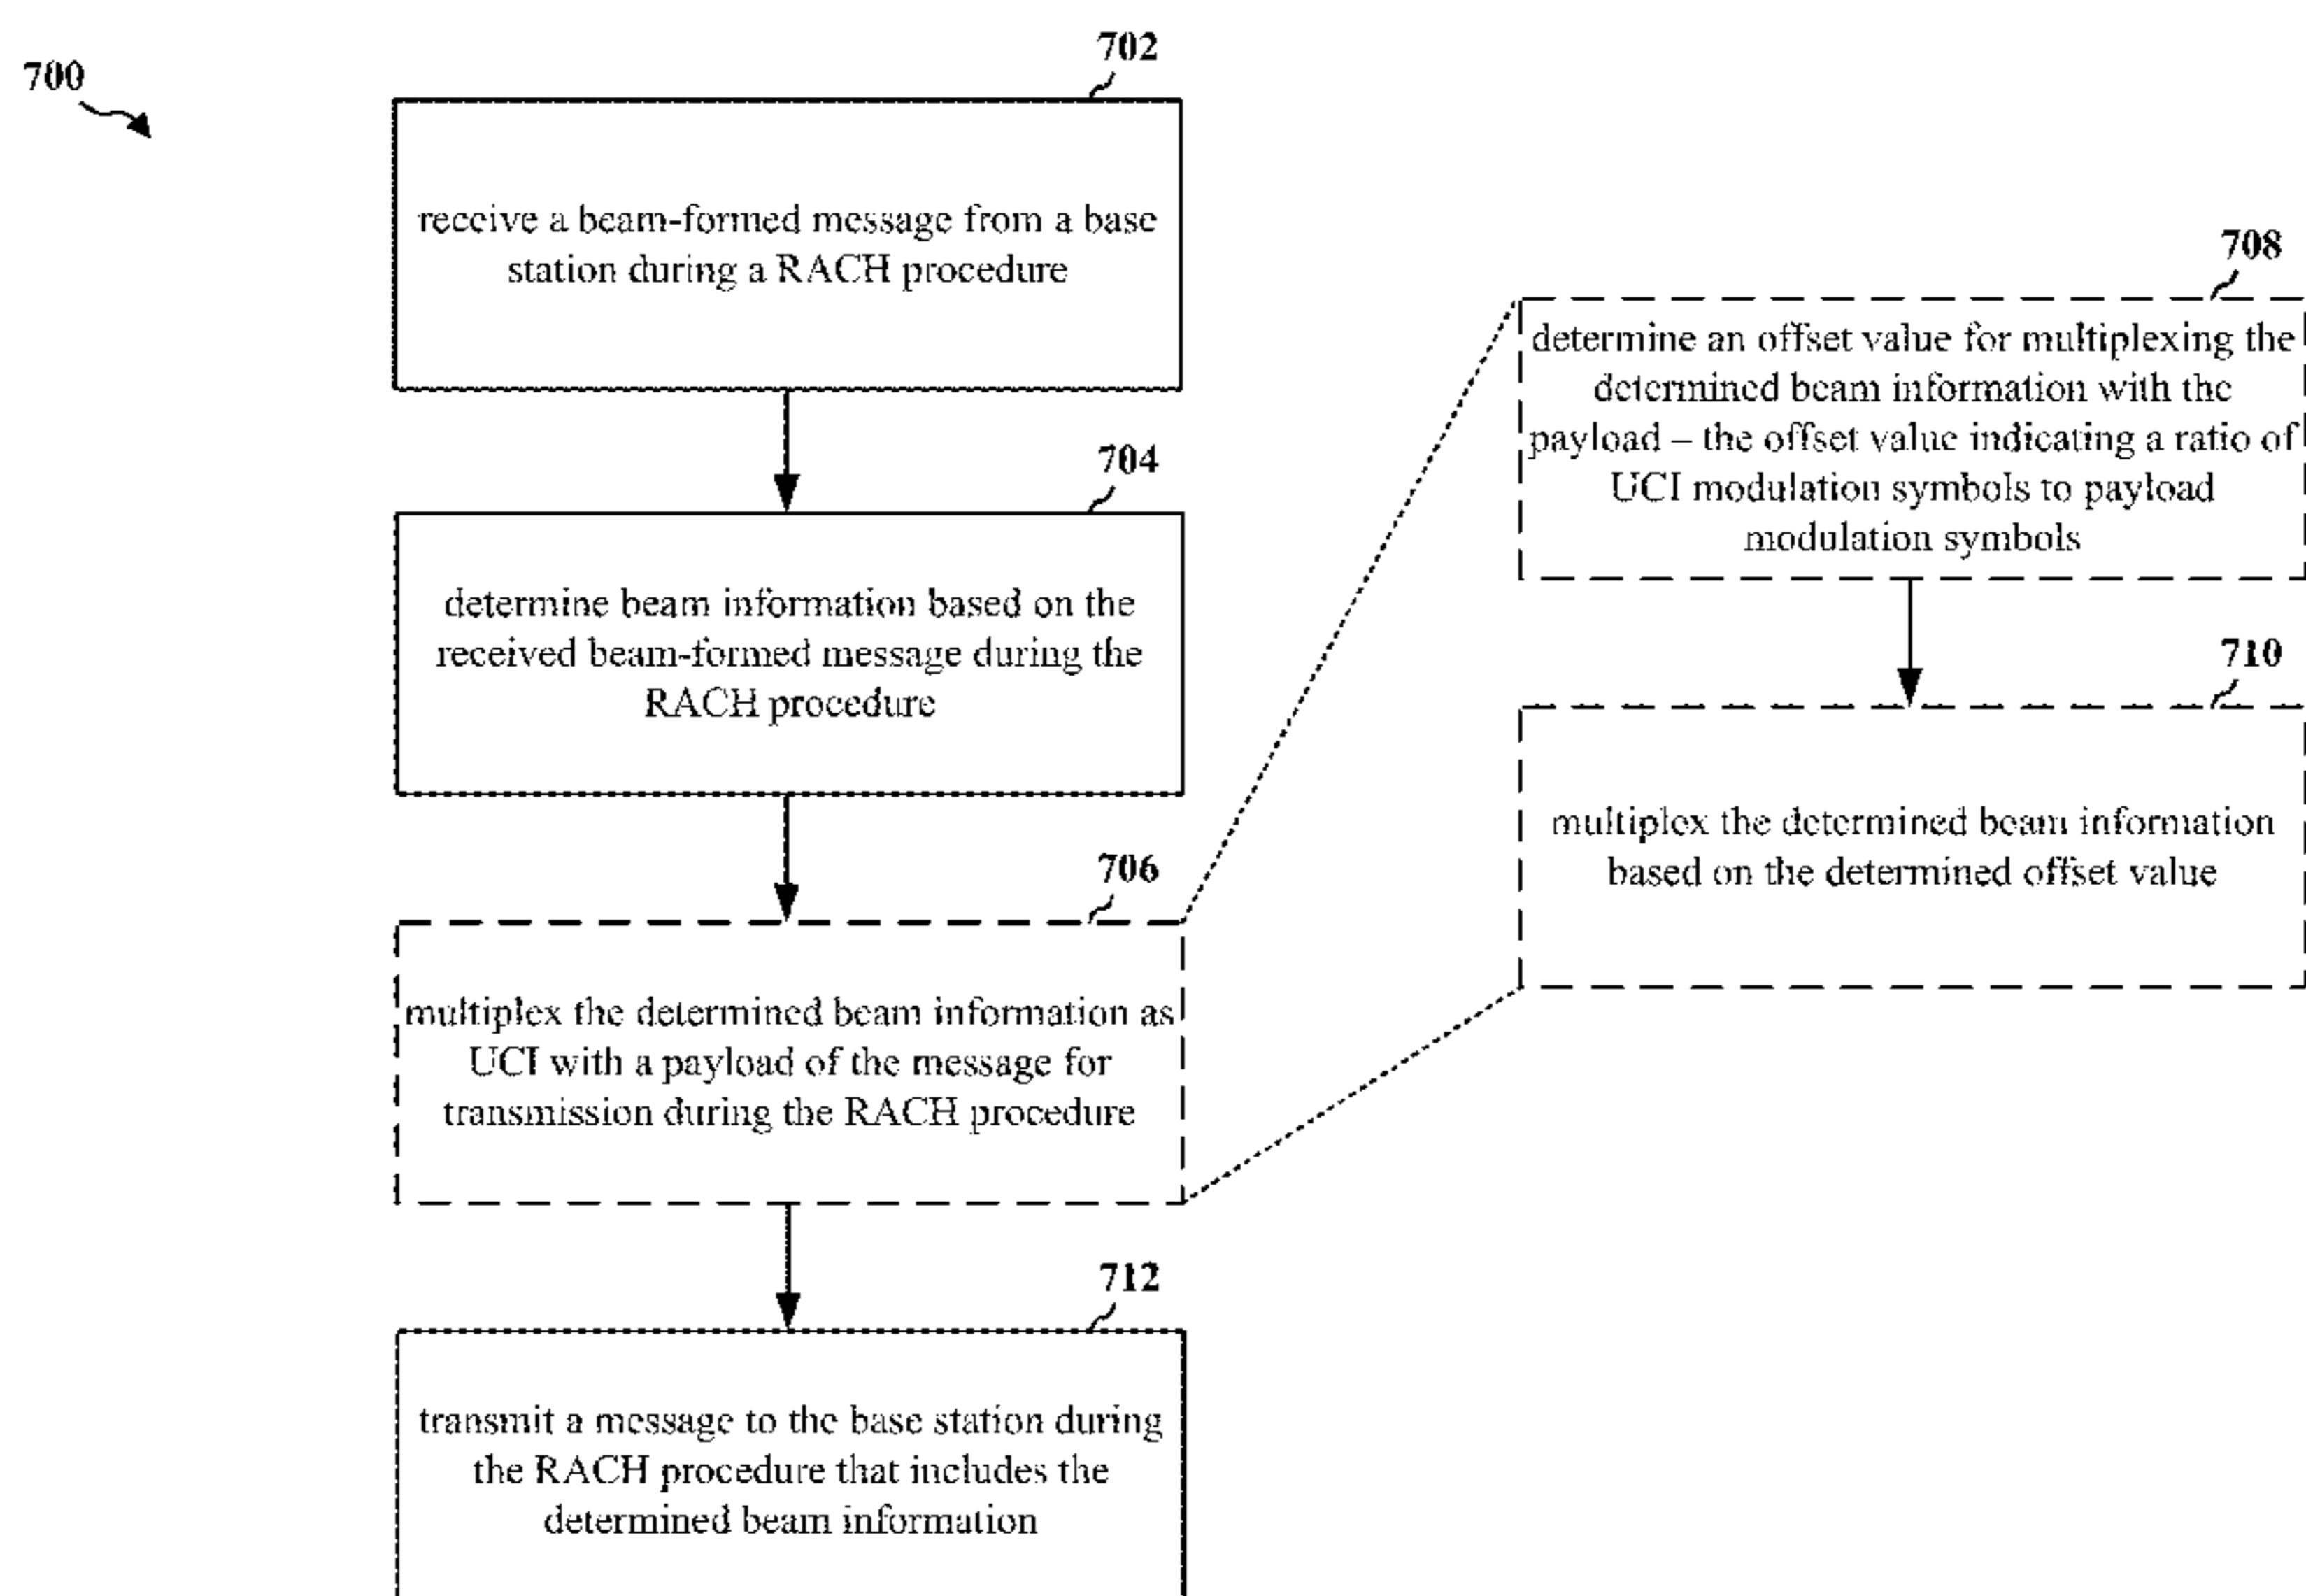 700
702
receive a beam-formed message from a base
station during a RACH procedure
704
determine beam information based on the
received beam-formed message during the
RACH procedure
706
multiplex the determined beam information as
UCI with a payload of the message for
transmission during the RACH procedure
708
determine an offset value for multiplexing the
determined beam information with the
payload – the offset value indicating a ratio of
UCI modulation symbols to payload
modulation symbols
710
multiplex the determined beam information
based on the determined offset value
712
transmit a message to the base station during
the RACH procedure that includes the
determined beam information